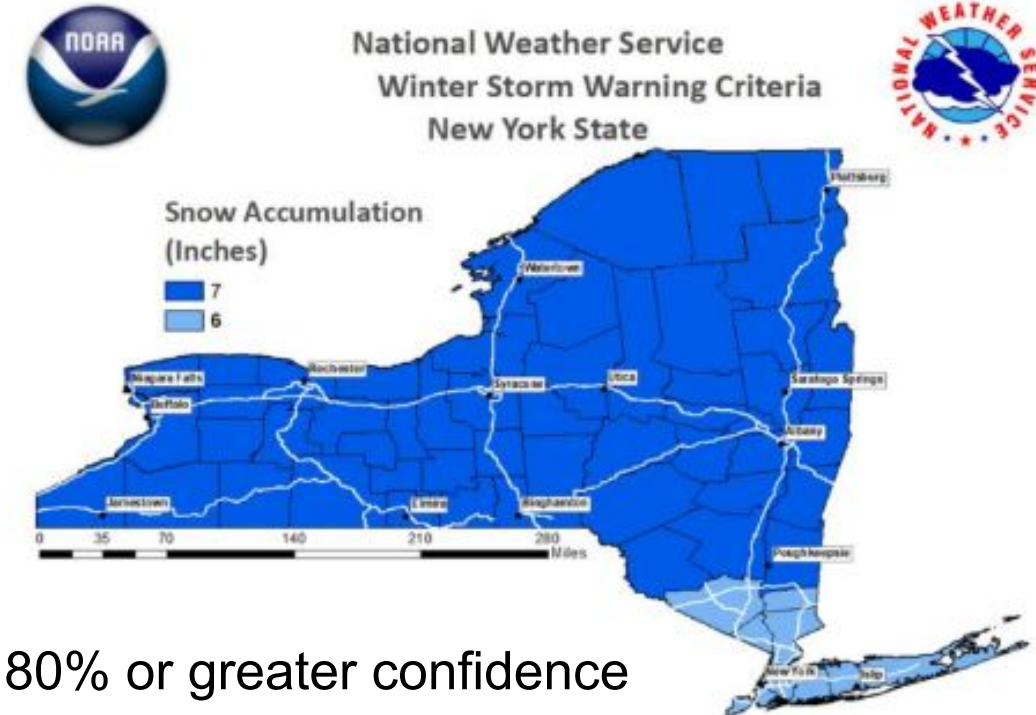 NOAA
National Weather Service
Winter Storm Warning Criteria
New York State
NATIONAL WEATHER SERVICE
Snow Accumulation
(Inches)
7
6
Plattsburg
Watertown
Rochester
Niagara Falls
Syracuse
Utica
Saratoga Springs
Buffalo
Albany
Jamestown
Elmira
Binghamton
0 35 70 140 210 280
Miles
Poughkeepsie
New York
Islip
80% or greater confidence